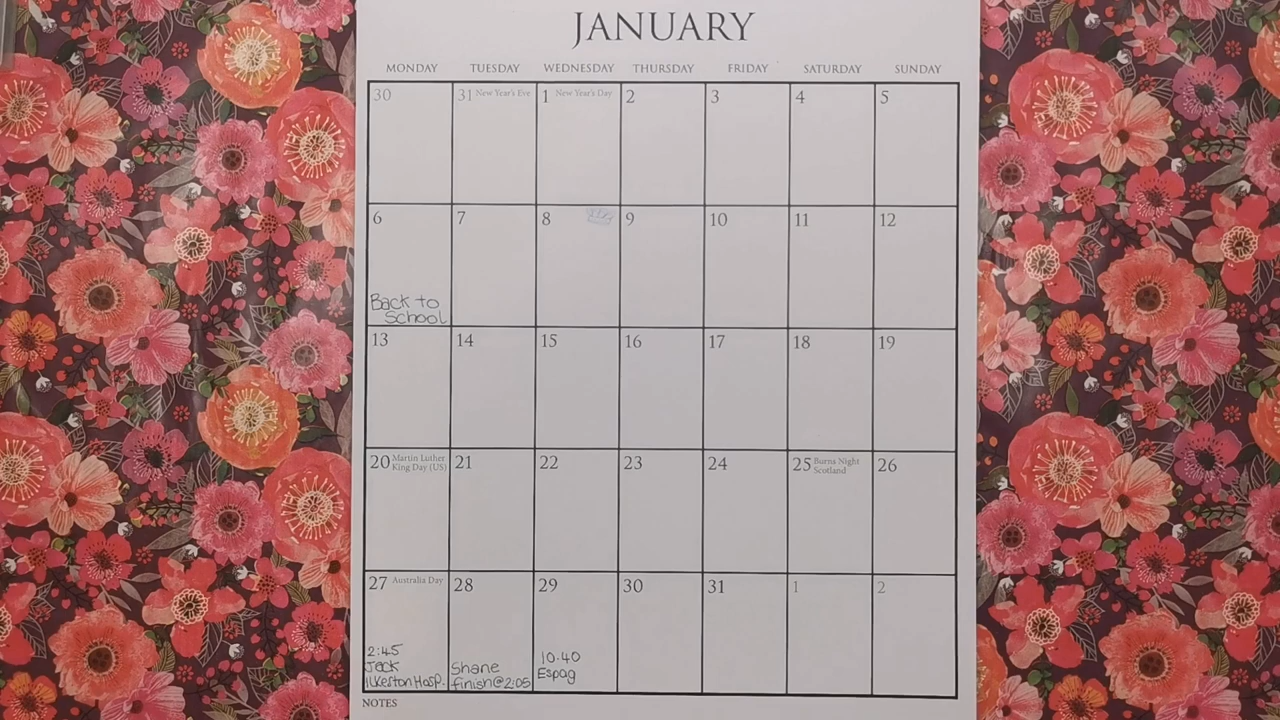 JANUARY
MONDAY TUESDAY WEDNESDAY THURSDAY FRIDAY SATURDAY SUNDAY
30 31 New Year's Eve 1 New Year's Day 2 3 4 5
6 7 8 9 10 11 12
Back to
School
13 14 15 16 17 18 19
20 Martin Luther 21 22 23 24 25 Burns Night 26
King Day (US) Scotland
27 Australia Day 28 29 30 31 1 2
2:45
Jack
Ilkeston Hosp.
Shane
finish@2:05
10.40
Espag
NOTES